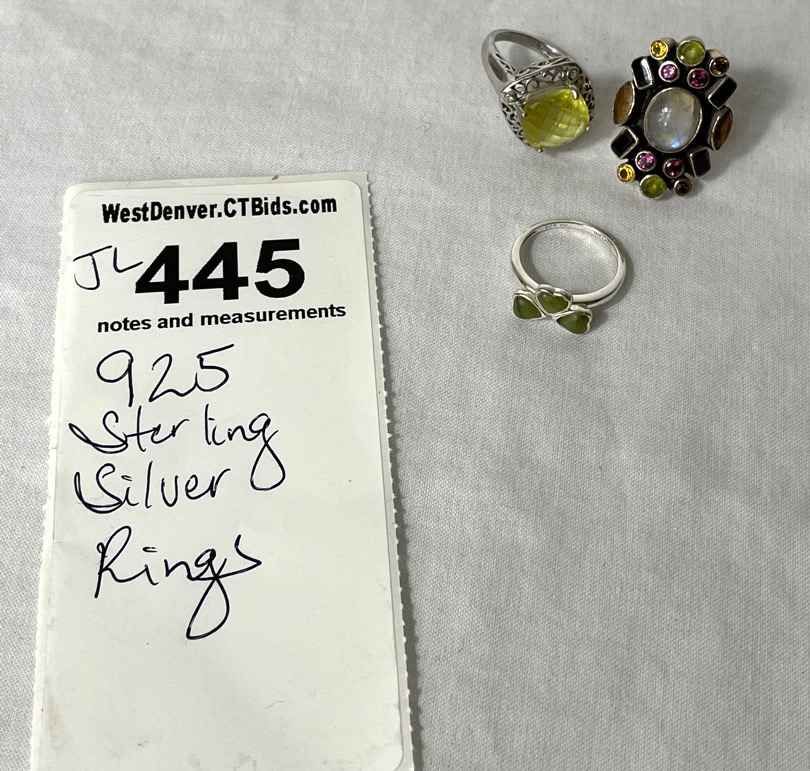 WestDenver.CTBids.com
JL 445
notes and measurements
925
Sterling
Silver
Rings